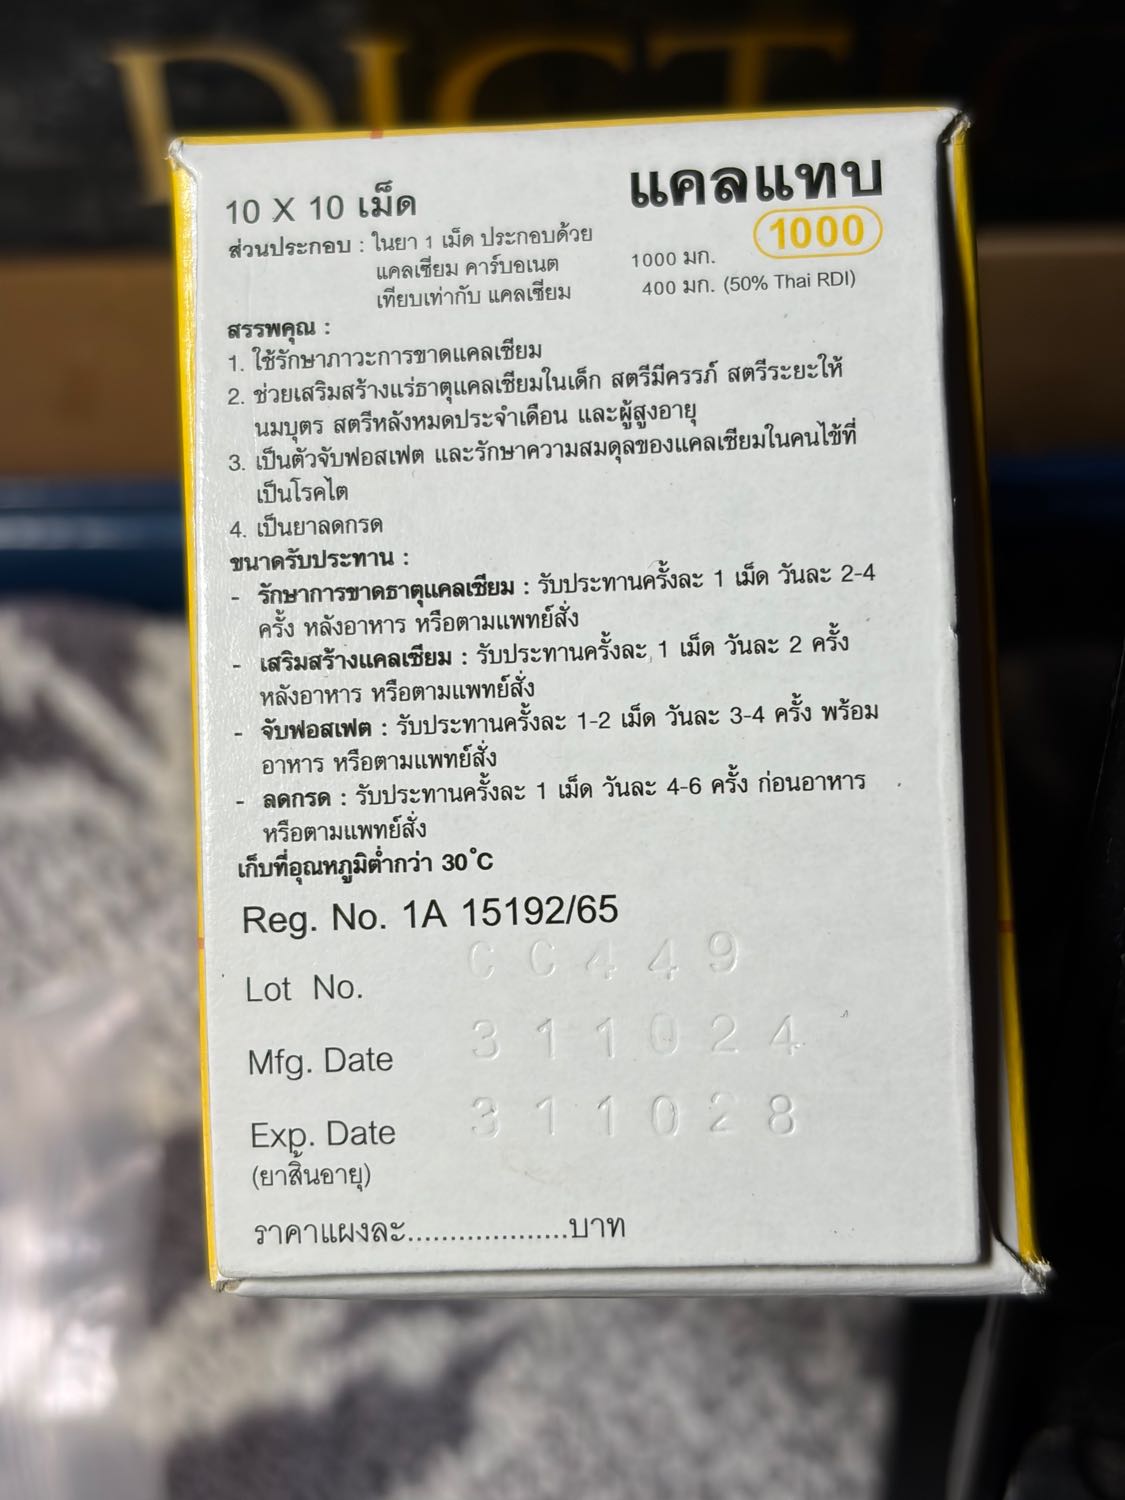 DICTIO
10 X 10 เม็ด
แคลแทบ
1000
ส่วนประกอบ : ในยา 1 เม็ด ประกอบด้วย
แคลเซียม คาร์บอเนต 1000 มก.
เทียบเท่ากับ แคลเซียม 400 มก. (50% Thai RDI)
สรรพคุณ :
1. ใช้รักษาภาวะการขาดแคลเซียม
2. ช่วยเสริมสร้างแร่ธาตุแคลเซียมในเด็ก สตรีมีครรภ์ สตรีระยะให้
นมบุตร สตรีหลังหมดประจำเดือน และผู้สูงอายุ
3. เป็นตัวจับฟอสเฟต และรักษาความสมดุลของแคลเซียมในคนไข้ที่
เป็นโรคไต
4. เป็นยาลดกรด
ขนาดรับประทาน :
- รักษาการขาดธาตุแคลเซียม : รับประทานครั้งละ 1 เม็ด วันละ 2-4
ครั้ง หลังอาหาร หรือตามแพทย์สั่ง
- เสริมสร้างแคลเซียม : รับประทานครั้งละ 1 เม็ด วันละ 2 ครั้ง
หลังอาหาร หรือตามแพทย์สั่ง
- จับฟอสเฟต : รับประทานครั้งละ 1-2 เม็ด วันละ 3-4 ครั้ง พร้อม
อาหาร หรือตามแพทย์สั่ง
- ลดกรด : รับประทานครั้งละ 1 เม็ด วันละ 4-6 ครั้ง ก่อนอาหาร
หรือตามแพทย์สั่ง
เก็บที่อุณหภูมิต่ำกว่า 30°C
Reg. No. 1A 15192/65
Lot No. CC449
Mfg. Date 311024
Exp. Date 311028
(ยาสิ้นอายุ)
ราคาแผงละ...................บาท